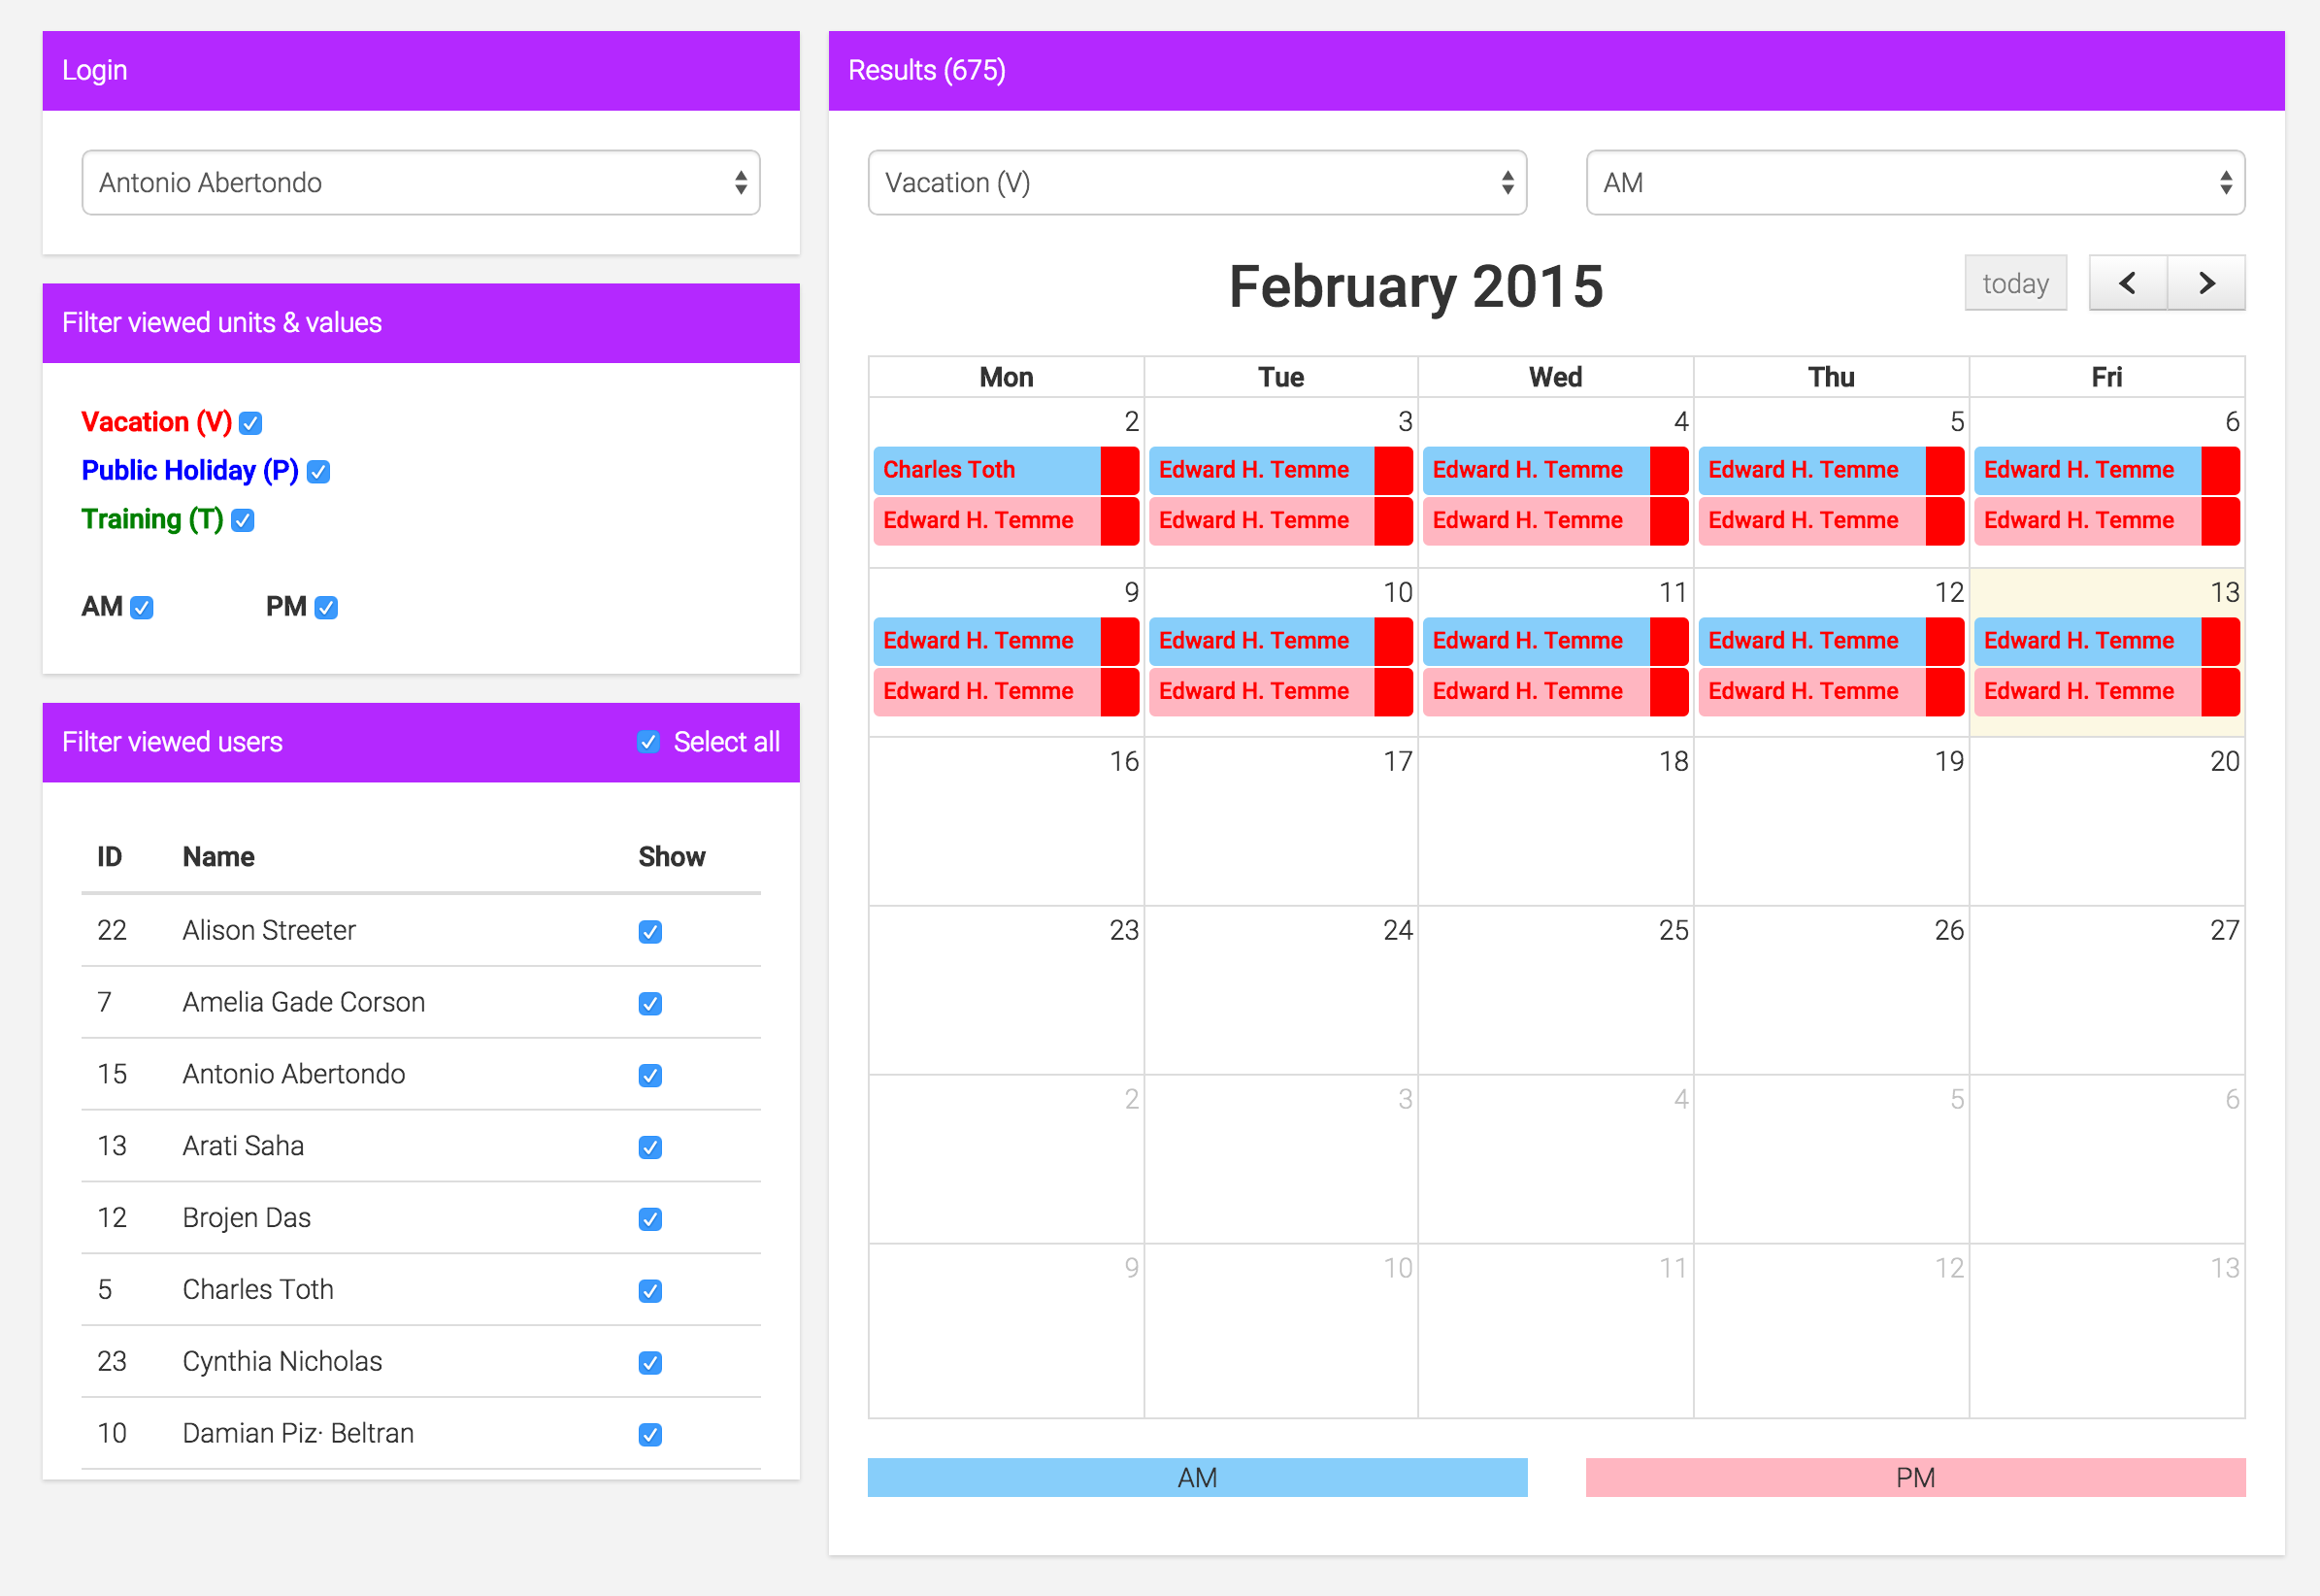 Login
Antonio Abertondo
Filter viewed units & values
Vacation (V)
Public Holiday (P)
Training (T)
AM PM
Filter viewed users Select all
ID Name Show
22 Alison Streeter
7 Amelia Gade Corson
15 Antonio Abertondo
13 Arati Saha
12 Brojen Das
5 Charles Toth
23 Cynthia Nicholas
10 Damian Piz· Beltran
Results (675)
Vacation (V) AM
February 2015 today
Mon Tue Wed Thu Fri
2 3 4 5 6
Charles Toth Edward H. Temme Edward H. Temme Edward H. Temme Edward H. Temme
Edward H. Temme Edward H. Temme Edward H. Temme Edward H. Temme Edward H. Temme
9 10 11 12 13
Edward H. Temme Edward H. Temme Edward H. Temme Edward H. Temme Edward H. Temme
Edward H. Temme Edward H. Temme Edward H. Temme Edward H. Temme Edward H. Temme
16 17 18 19 20
23 24 25 26 27
2 3 4 5 6
9 10 11 12 13
AM PM